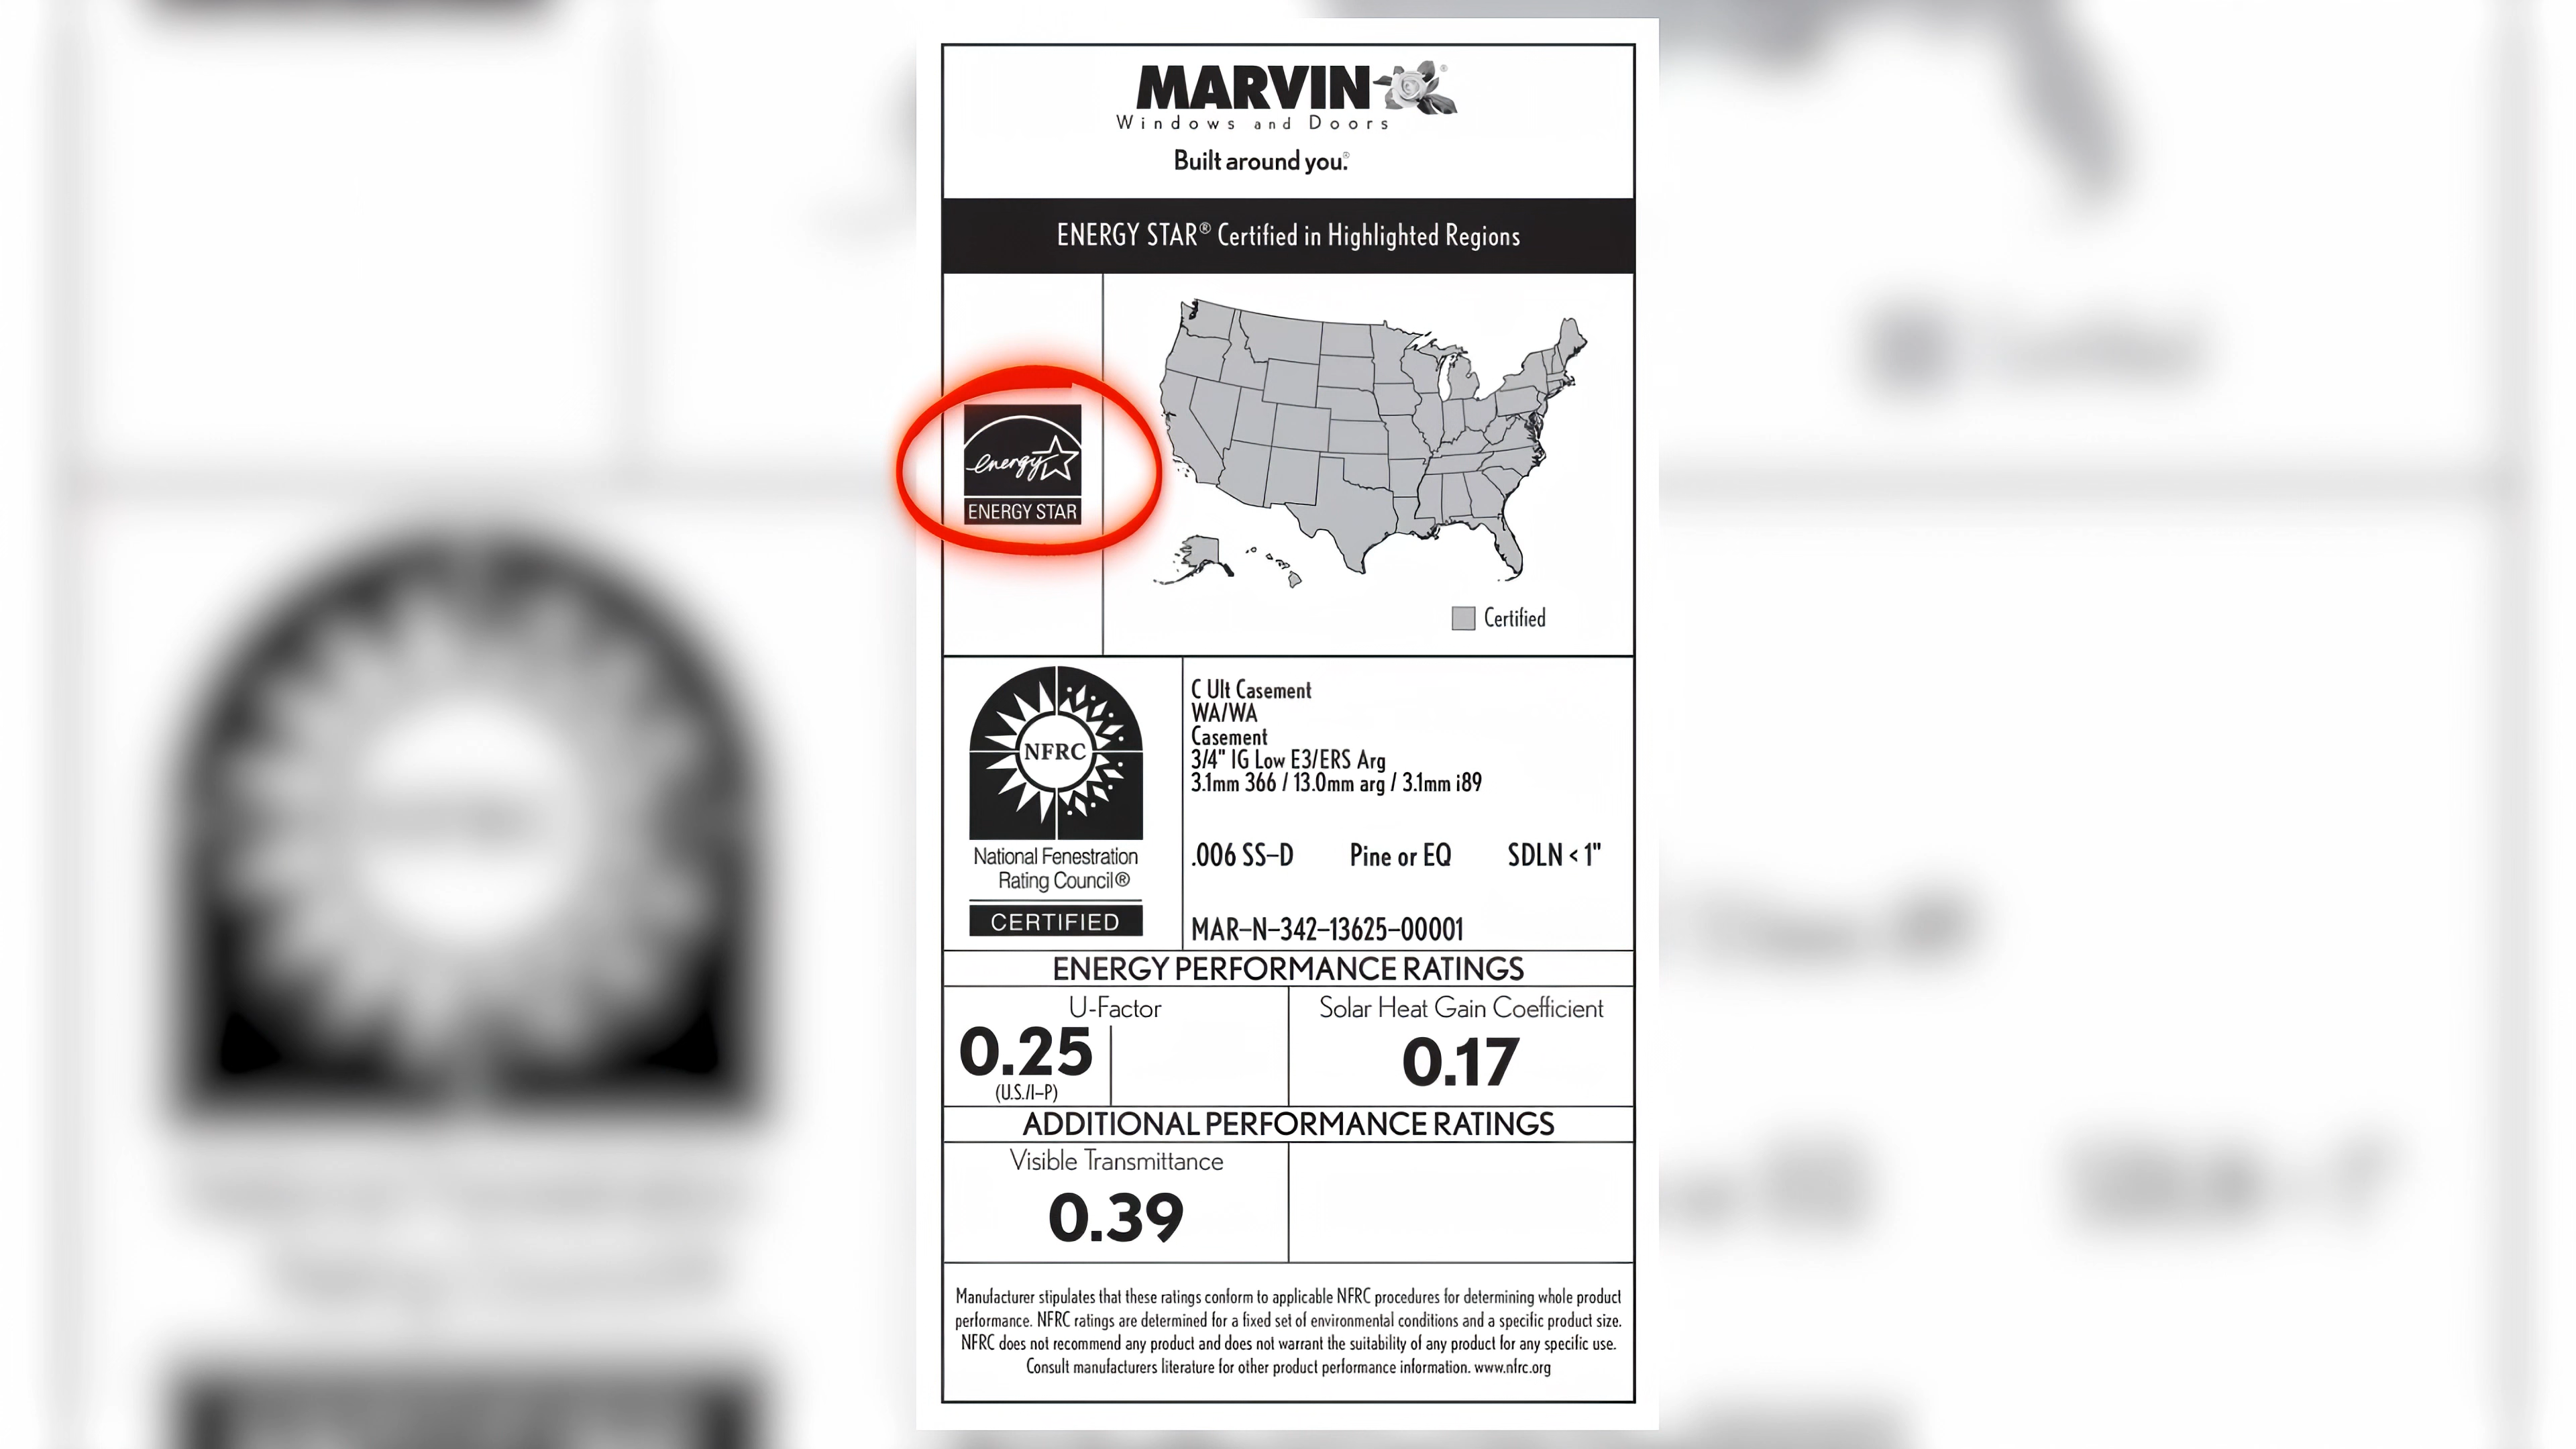 MARVIN®
Windows and Doors
Built around you.®
ENERGY STAR® Certified in Highlighted Regions
energy
ENERGY STAR
Certified
NFRC
National Fenestration
Rating Council®
CERTIFIED
C Ult Casement
WA/WA
Casement
3/4" IG Low E3/ERS Arg
3.1mm 366 / 13.0mm arg / 3.1mm i89
.006 SS-D Pine or EQ SDLN < 1"
MAR-N-342-13625-00001
ENERGY PERFORMANCE RATINGS
U-Factor
0.25
(U.S./I-P)
Solar Heat Gain Coefficient
0.17
ADDITIONAL PERFORMANCE RATINGS
Visible Transmittance
0.39
Manufacturer stipulates that these ratings conform to applicable NFRC procedures for determining whole product
performance. NFRC ratings are determined for a fixed set of environmental conditions and a specific product size.
NFRC does not recommend any product and does not warrant the suitability of any product for any specific use.
Consult manufacturers literature for other product performance information. www.nfrc.org